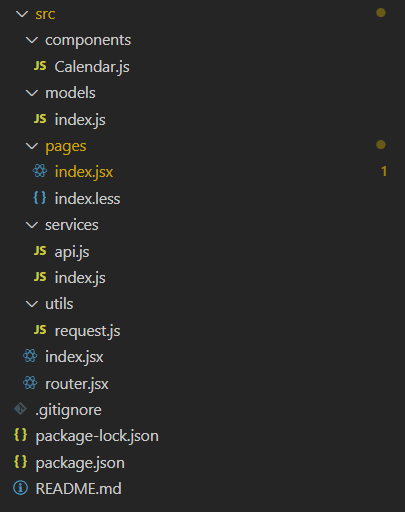 src
components
JS Calendar.js
models
JS index.js
pages
index.jsx 1
{} index.less
services
JS api.js
JS index.js
utils
JS request.js
index.jsx
router.jsx
.gitignore
{} package-lock.json
{} package.json
README.md